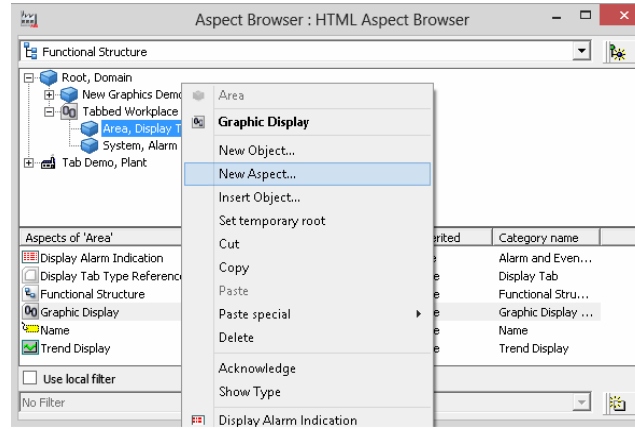 Aspect Browser : HTML Aspect Browser
Functional Structure
Root, Domain
New Graphics Demo
Tabbed Workplace
Area, Display T
System, Alarm
Tab Demo, Plant
Area
Graphic Display
New Object...
New Aspect...
Insert Object...
Set temporary root
Cut
Copy
Paste
Paste special
Delete
Acknowledge
Show Type
Display Alarm Indication
Aspects of 'Area' erited Category name
Display Alarm Indication Alarm and Even...
Display Tab Type Reference Display Tab
Functional Structure e Functional Stru...
Graphic Display e Graphic Display ...
Name e Name
Trend Display e Trend Display
Use local filter
No Filter